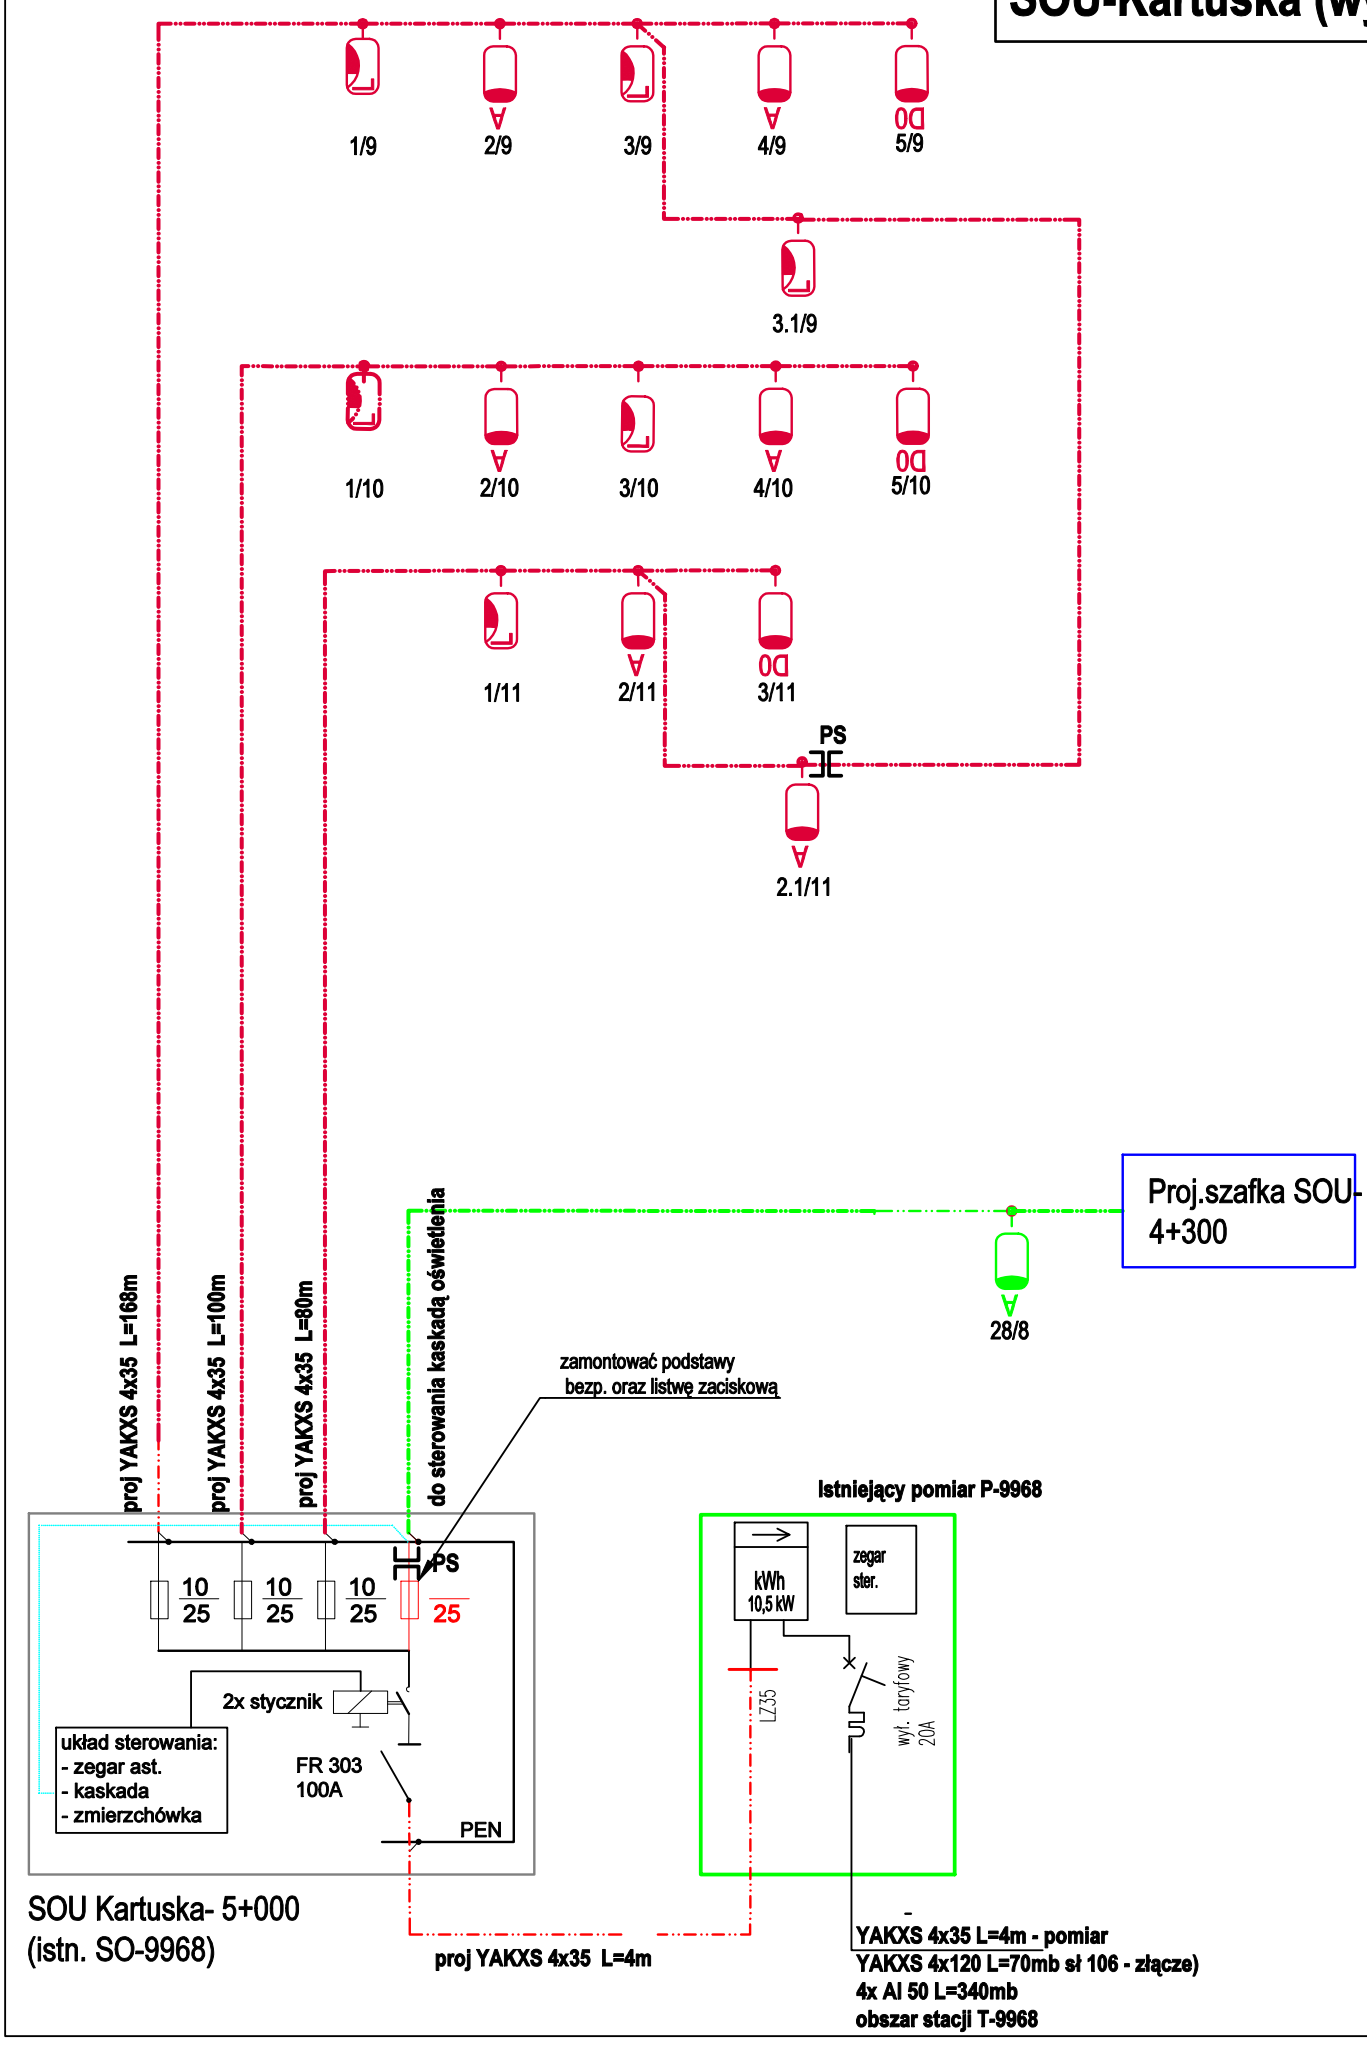 SOU-Kartuska (wy
1/9
A
2/9
3/9
A
4/9
DO
5/9
3.1/9
1/10
A
2/10
3/10
A
4/10
DO
5/10
1/11
A
2/11
DO
3/11
PS
A
2.1/11
Proj.szafka SOU-
4+300
A
28/8
proj YAKXS 4x35 L=168m
proj YAKXS 4x35 L=100m
proj YAKXS 4x35 L=80m
do sterowania kaskadą oświetlenia
zamontować podstawy
bezp. oraz listwę zaciskową
PS
10
25
10
25
10
25
25
2x stycznik
układ sterowania:
- zegar ast.
- kaskada
- zmierzchówka
FR 303
100A
PEN
SOU Kartuska- 5+000
(istn. SO-9968)
proj YAKXS 4x35 L=4m
Istniejący pomiar P-9968
kWh
10,5 kW
zegar
ster.
LZ35
wył. taryfowy
20A
YAKXS 4x35 L=4m - pomiar
YAKXS 4x120 L=70mb sł 106 - złącze)
4x Al 50 L=340mb
obszar stacji T-9968